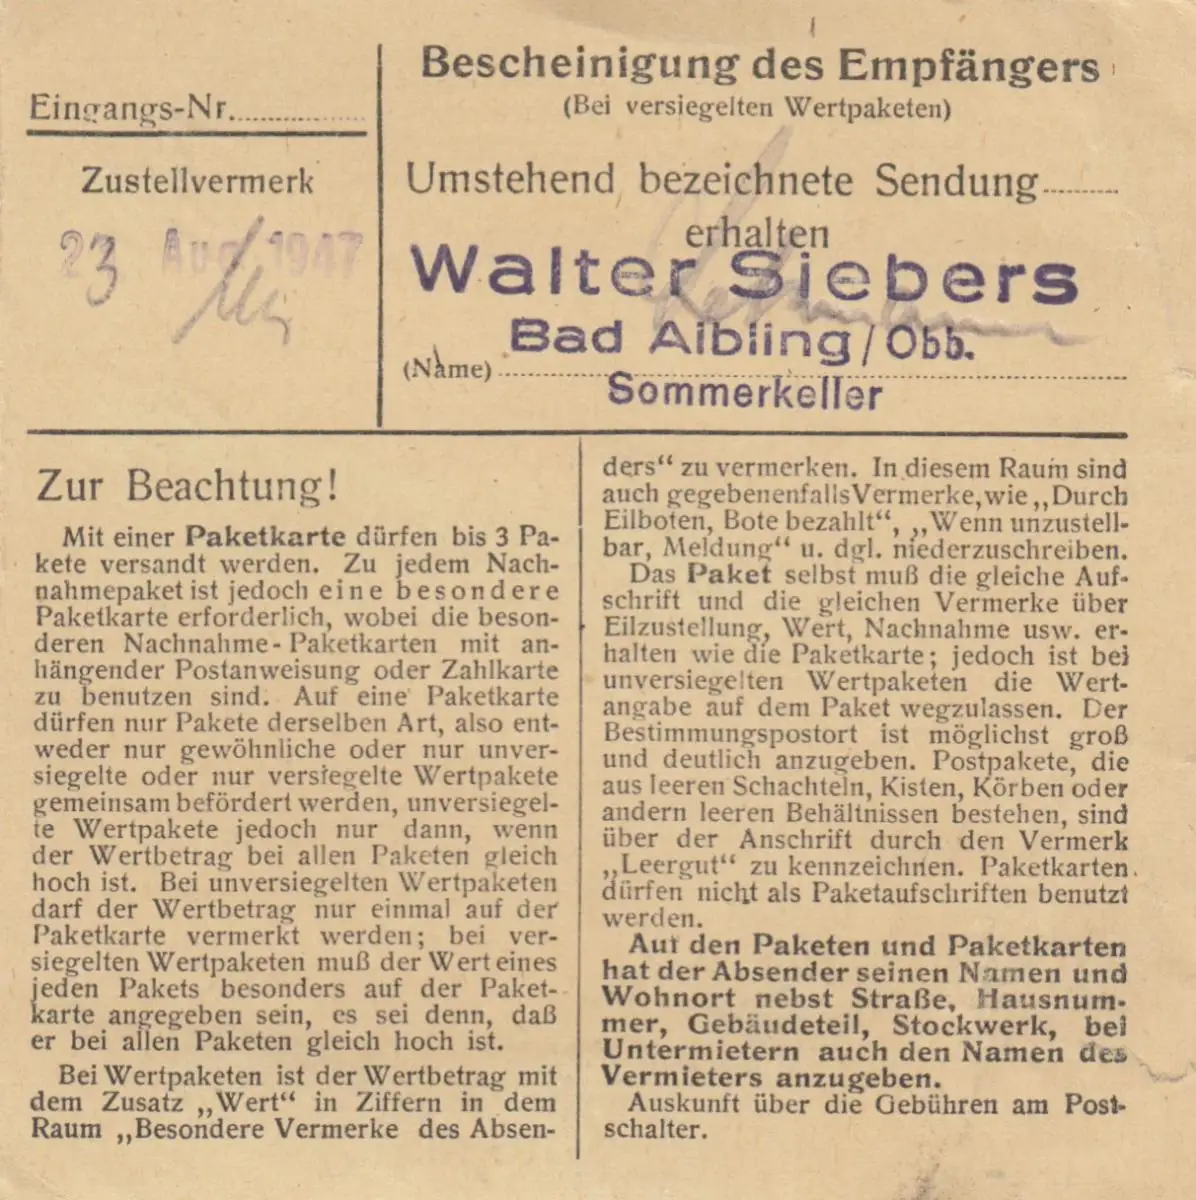 Eingangs-Nr.
Zustellvermerk
23 Aug 1947
Bescheinigung des Empfängers
(Bei versiegelten Wertpaketen)
Umstehend bezeichnete Sendung
erhalten
Walter Siebers
Bad Aibling/Obb.
(Name)
Sommerkeller
Zur Beachtung!
Mit einer Paketkarte dürfen bis 3 Pa-
kete versandt werden. Zu jedem Nach-
nahmepaket ist jedoch eine besondere
Paketkarte erforderlich, wobei die beson-
deren Nachnahme-Paketkarten mit an-
hängender Postanweisung oder Zahlkarte
zu benutzen sind. Auf eine Paketkarte
dürfen nur Pakete derselben Art, also ent-
weder nur gewöhnliche oder nur unver-
siegelte oder nur versiegelte Wertpakete
gemeinsam befördert werden, unversiegel-
te Wertpakete jedoch nur dann, wenn
der Wertbetrag bei allen Paketen gleich
hoch ist. Bei unversiegelten Wertpaketen
darf der Wertbetrag nur einmal auf der
Paketkarte vermerkt werden; bei ver-
siegelten Wertpaketen muß der Wert eines
jeden Pakets besonders auf der Paket-
karte angegeben sein, es sei denn, daß
er bei allen Paketen gleich hoch ist.
Bei Wertpaketen ist der Wertbetrag mit
dem Zusatz „Wert“ in Ziffern in dem
Raum „Besondere Vermerke des Absen-
ders“ zu vermerken. In diesem Raum sind
auch gegebenenfalls Vermerke, wie „Durch
Eilboten, Bote bezahlt“, „Wenn unzustell-
bar, Meldung“ u. dgl. niederzuschreiben.
Das Paket selbst muß die gleiche Auf-
schrift und die gleichen Vermerke über
Eilzustellung, Wert, Nachnahme usw. er-
halten wie die Paketkarte; jedoch ist bei
unversiegelten Wertpaketen die Wert-
angabe auf dem Paket wegzulassen. Der
Bestimmungspostort ist möglichst groß
und deutlich anzugeben. Postpakete, die
aus leeren Schachteln, Kisten, Körben oder
andern leeren Behältnissen bestehen, sind
über der Anschrift durch den Vermerk
„Leergut“ zu kennzeichnen. Paketkarten
dürfen nicht als Paketaufschriften benutzt
werden.
Auf den Paketen und Paketkarten
hat der Absender seinen Namen und
Wohnort nebst Straße, Hausnum-
mer, Gebäudeteil, Stockwerk, bei
Untermietern auch den Namen des
Vermieters anzugeben.
Auskunft über die Gebühren am Post-
schalter.